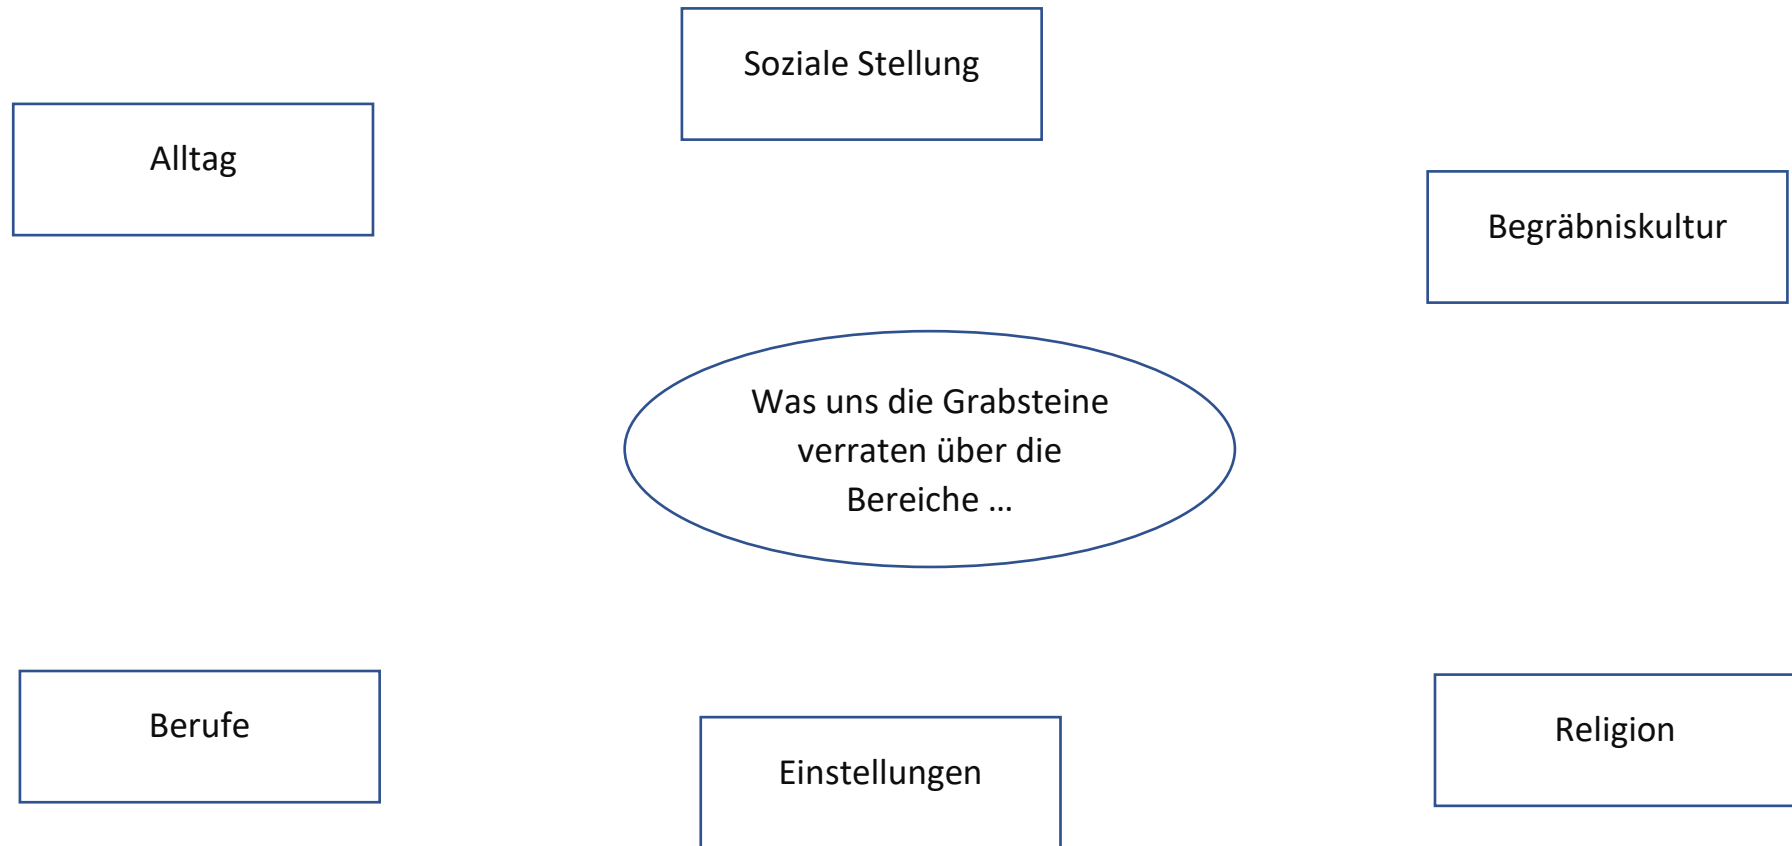 Soziale Stellung
Alltag
Begräbniskultur
Was uns die Grabsteine
verraten über die
Bereiche ...
Berufe
Einstellungen
Religion